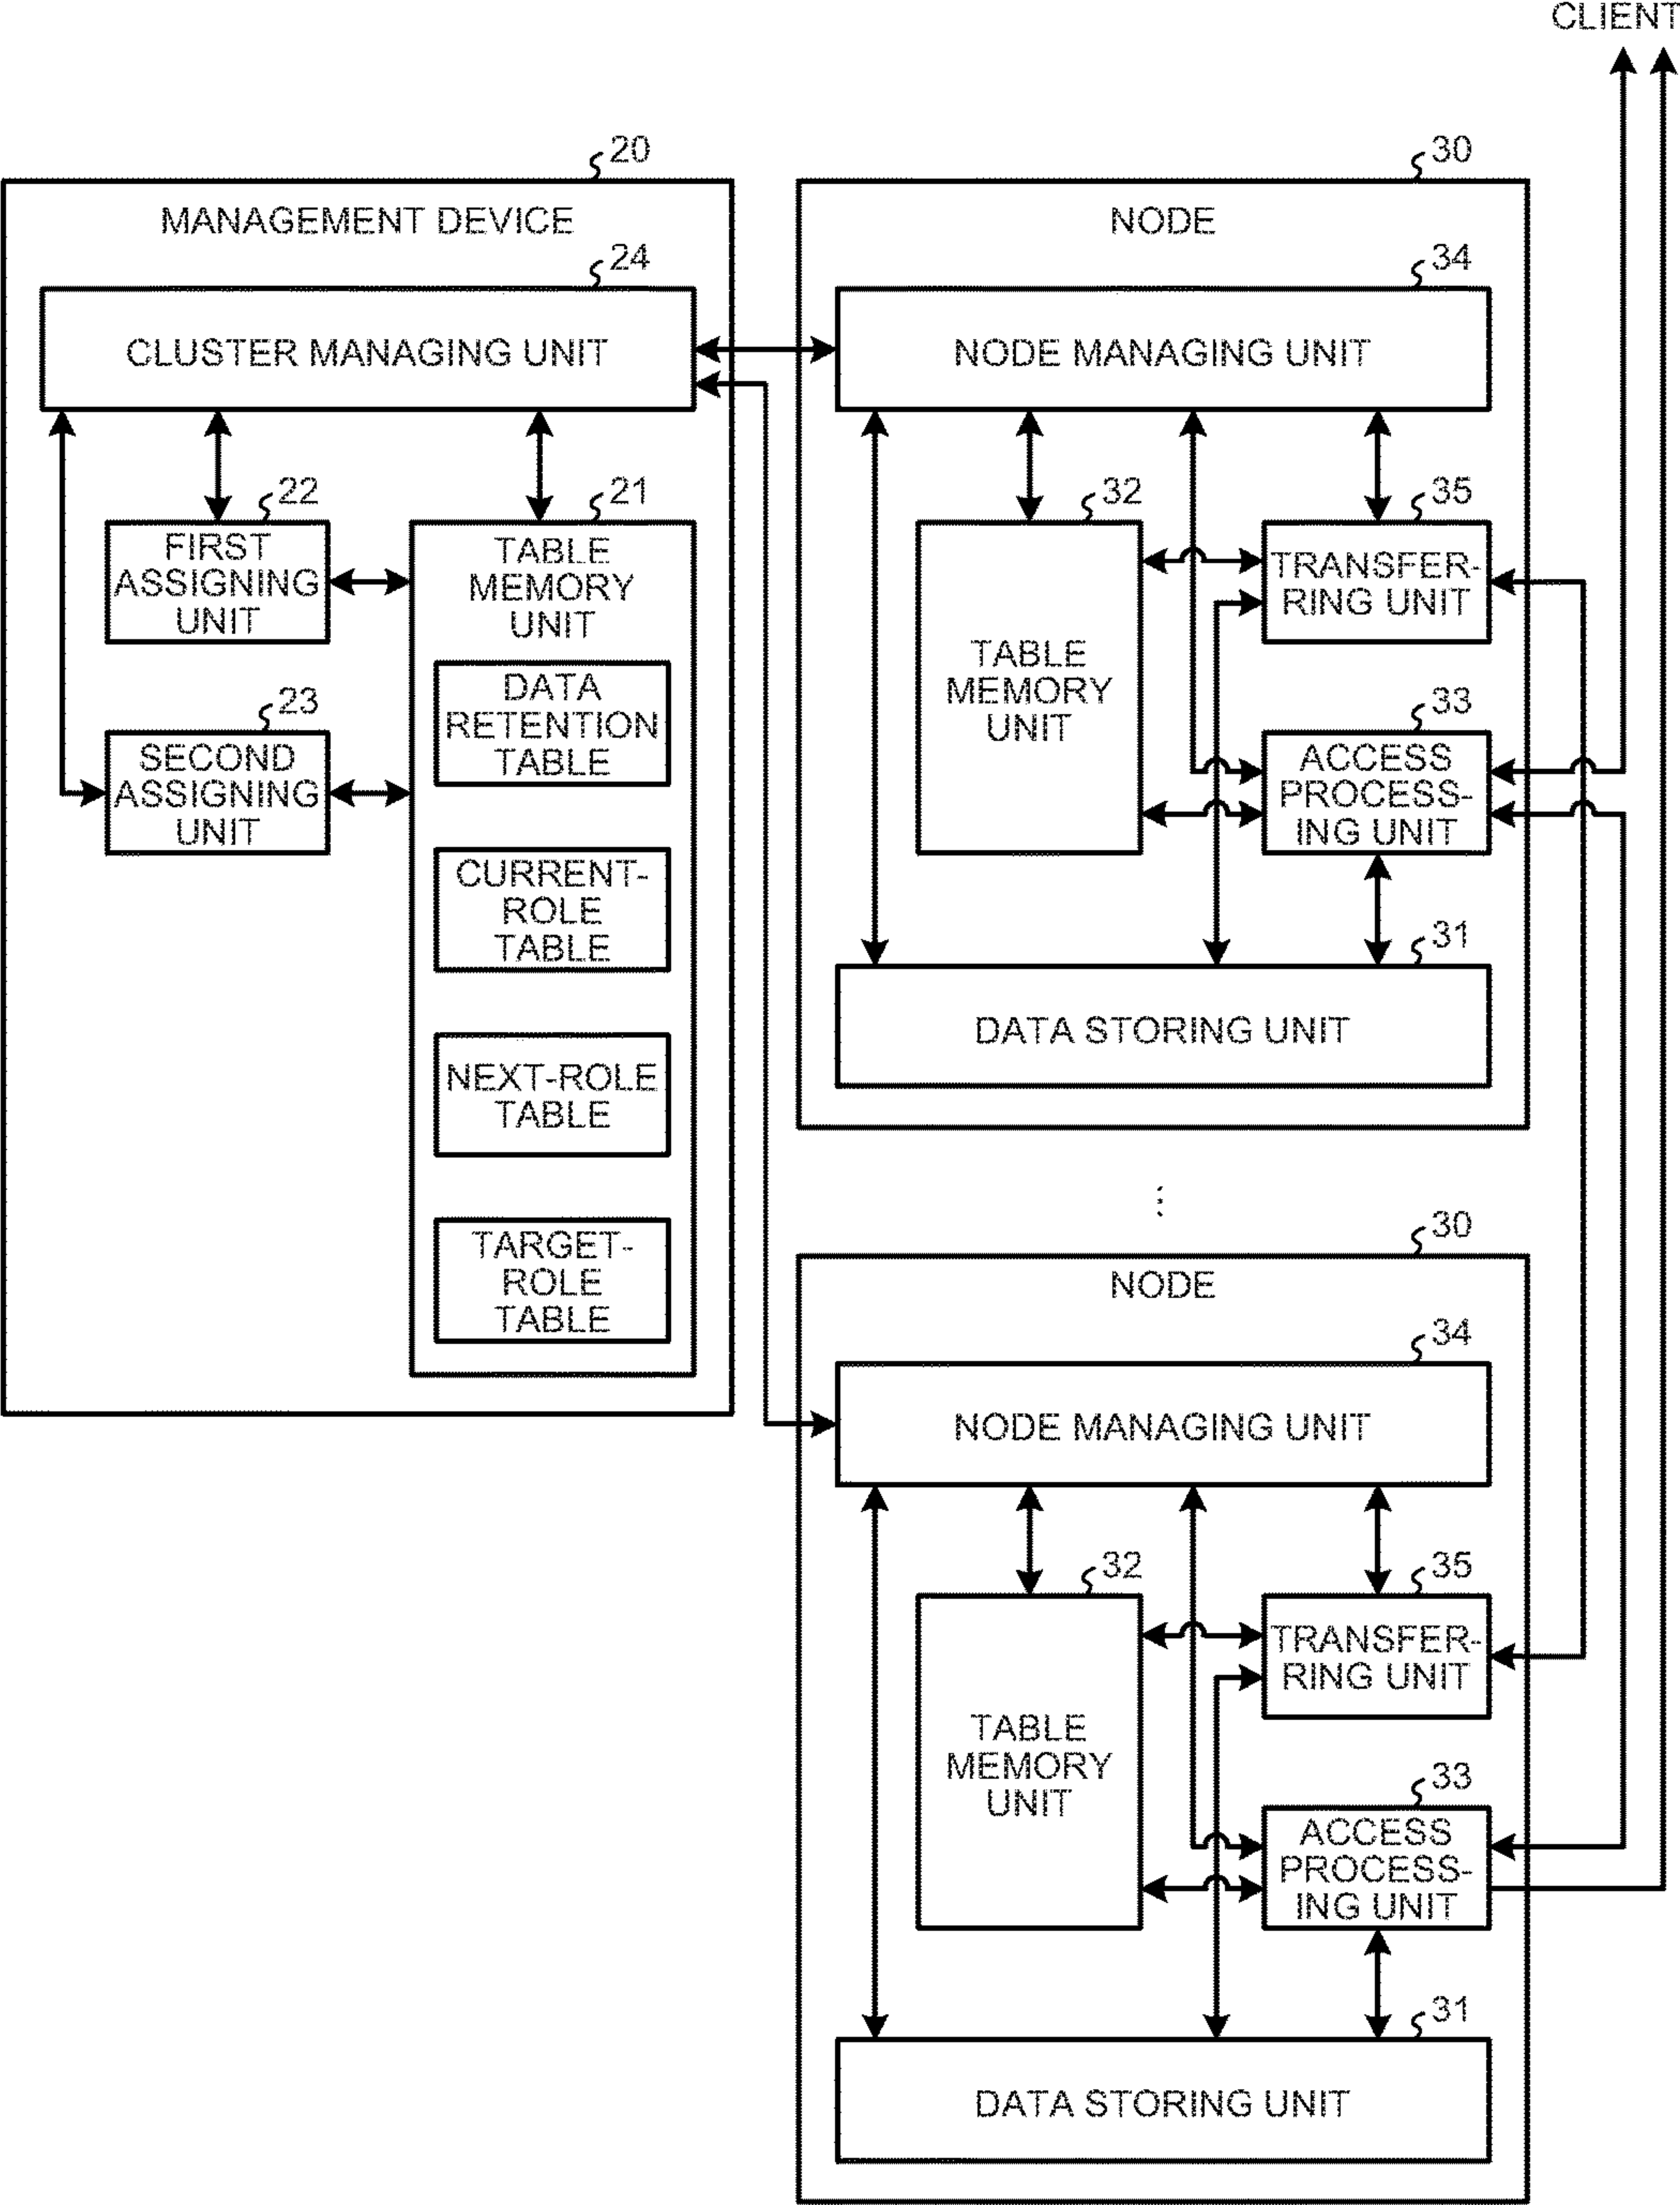 CLIENT
20
MANAGEMENT DEVICE
24
CLUSTER MANAGING UNIT
22
FIRST
ASSIGNING
UNIT
23
SECOND
ASSIGNING
UNIT
21
TABLE
MEMORY
UNIT
DATA
RETENTION
TABLE
CURRENT-
ROLE
TABLE
NEXT-ROLE
TABLE
TARGET-
ROLE
TABLE
30
NODE
34
NODE MANAGING UNIT
32
TABLE
MEMORY
UNIT
35
TRANSFER-
RING UNIT
33
ACCESS
PROCESS-
ING UNIT
31
DATA STORING UNIT
30
NODE
34
NODE MANAGING UNIT
32
TABLE
MEMORY
UNIT
35
TRANSFER-
RING UNIT
33
ACCESS
PROCESS-
ING UNIT
31
DATA STORING UNIT